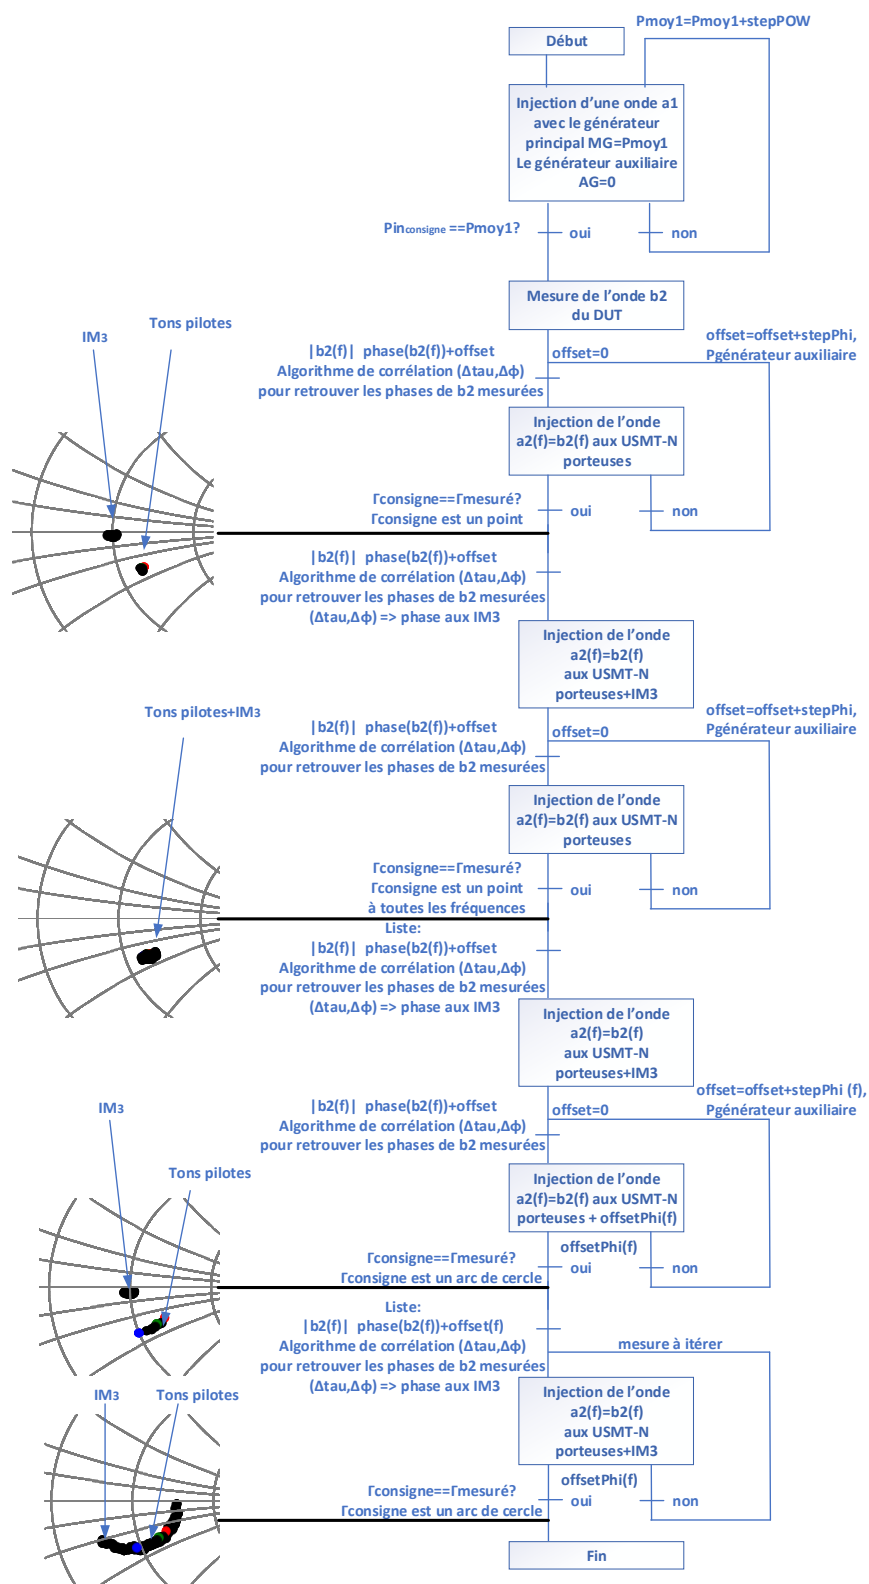 Pmoy1=Pmoy1+stepPOW
Début
Injection d'une onde a1
avec le générateur
principal MG=Pmoy1
Le générateur auxiliaire
AG=0
Pinconsigne ==Pmoy1?
oui
non
Mesure de l'onde b2
du DUT
IM3
Tons pilotes
|b2(f)| phase(b2(f))+offset
Algorithme de corrélation (Δtau,Δϕ)
pour retrouver les phases de b2 mesurées
offset=0
offset=offset+stepPhi,
Pgénérateur auxiliaire
Injection de l'onde
a2(f)=b2(f) aux USMT-N
porteuses
Γconsigne==Γmesuré?
Γconsigne est un point
oui
non
|b2(f)| phase(b2(f))+offset
Algorithme de corrélation (Δtau,Δϕ)
pour retrouver les phases de b2 mesurées
(Δtau,Δϕ) => phase aux IM3
Injection de l'onde
a2(f)=b2(f)
aux USMT-N
porteuses+IM3
Tons pilotes+IM3
|b2(f)| phase(b2(f))+offset
Algorithme de corrélation (Δtau,Δϕ)
pour retrouver les phases de b2 mesurées
offset=0
offset=offset+stepPhi,
Pgénérateur auxiliaire
Injection de l'onde
a2(f)=b2(f) aux USMT-N
porteuses
Γconsigne==Γmesuré?
Γconsigne est un point
à toutes les fréquences
oui
non
Liste:
|b2(f)| phase(b2(f))+offset
Algorithme de corrélation (Δtau,Δϕ)
pour retrouver les phases de b2 mesurées
(Δtau,Δϕ) => phase aux IM3
Injection de l'onde
a2(f)=b2(f)
aux USMT-N
porteuses+IM3
IM3
Tons pilotes
|b2(f)| phase(b2(f))+offset
Algorithme de corrélation (Δtau,Δϕ)
pour retrouver les phases de b2 mesurées
offset=0
offset=offset+stepPhi (f),
Pgénérateur auxiliaire
Injection de l'onde
a2(f)=b2(f) aux USMT-N
porteuses + offsetPhi(f)
Γconsigne==Γmesuré?
Γconsigne est un arc de cercle
offsetPhi(f)
oui
non
Liste:
|b2(f)| phase(b2(f))+offset(f)
Algorithme de corrélation (Δtau,Δϕ)
pour retrouver les phases de b2 mesurées
(Δtau,Δϕ) => phase aux IM3
mesure à itérer
IM3
Tons pilotes
Injection de l'onde
a2(f)=b2(f)
aux USMT-N
porteuses+IM3
Γconsigne==Γmesuré?
Γconsigne est un arc de cercle
offsetPhi(f)
oui
non
Fin